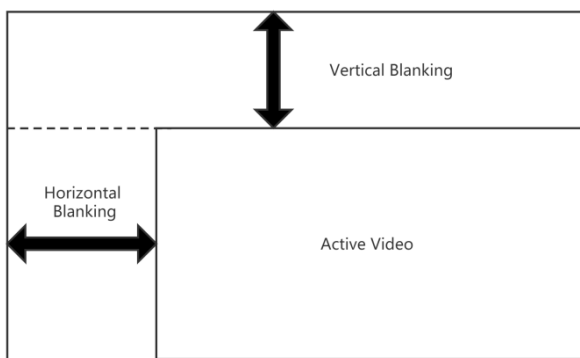 Vertical Blanking
Horizontal
Blanking
Active Video